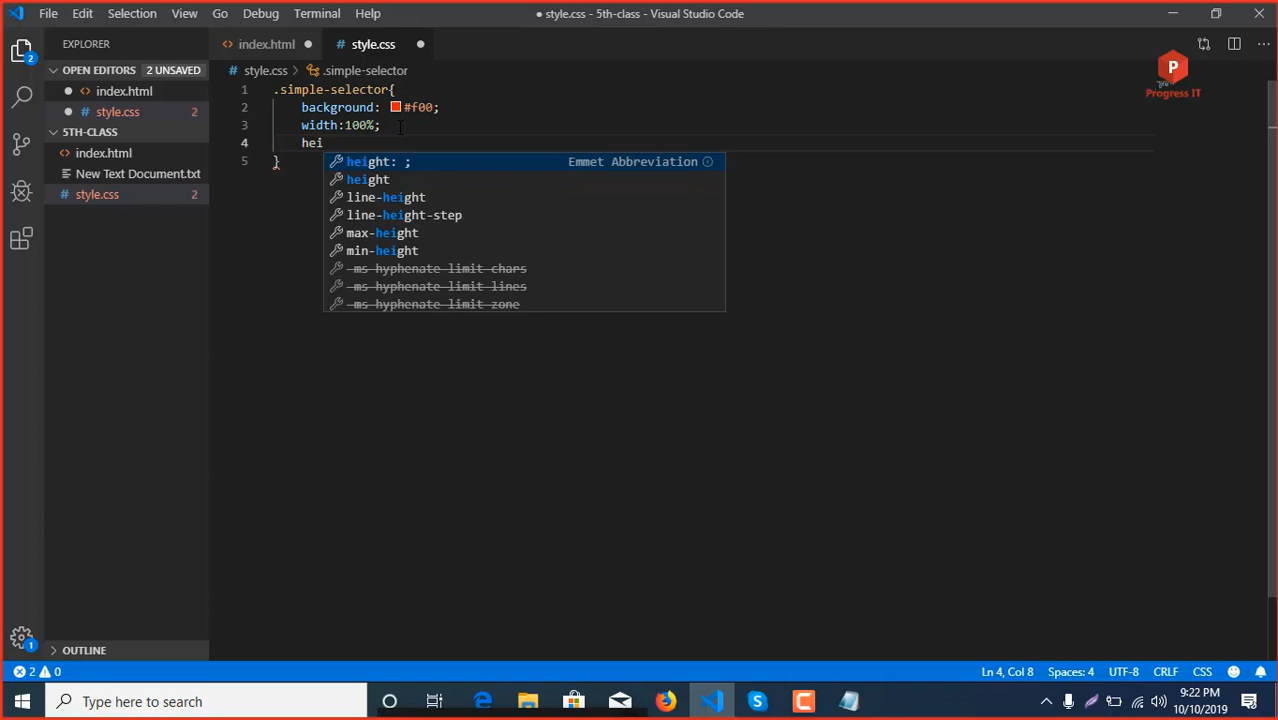 File Edit Selection View Go Debug Terminal Help
● style.css - 5th-class - Visual Studio Code
EXPLORER
OPEN EDITORS 2 UNSAVED
index.html
style.css 2
5TH-CLASS
index.html
New Text Document.txt
style.css 2
OUTLINE
2
1
index.html style.css
style.css > .simple-selector
1 .simple-selector{
2 background: #f00;
3 width:100%;
4 hei
5 }
height: ; Emmet Abbreviation
height
line-height
line-height-step
max-height
min-height
-ms-hyphenate-limit-chars
-ms-hyphenate-limit-lines
-ms-hyphenate-limit-zone
P
Progress IT
2 0 Ln 4, Col 8 Spaces: 4 UTF-8 CRLF CSS
Type here to search
9:22 PM
10/10/2019